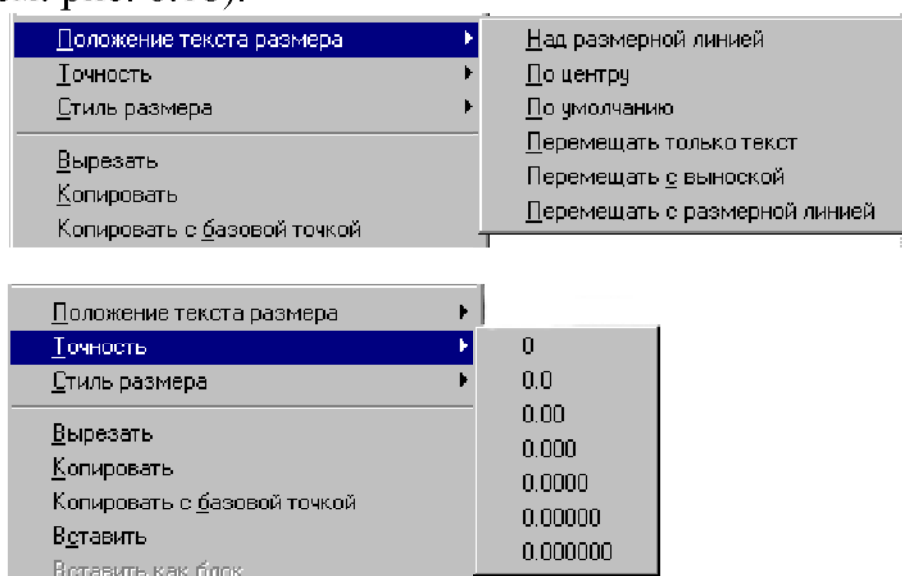 Положение текста размера
Точность
Стиль размера
Вырезать
Копировать
Копировать с базовой точкой
Над размерной линией
По центру
По умолчанию
Перемещать только текст
Перемещать с выноской
Перемещать с размерной линией
Положение текста размера
Точность
Стиль размера
Вырезать
Копировать
Копировать с базовой точкой
Вставить
Вставить как блок
0
0.0
0.00
0.000
0.0000
0.00000
0.000000